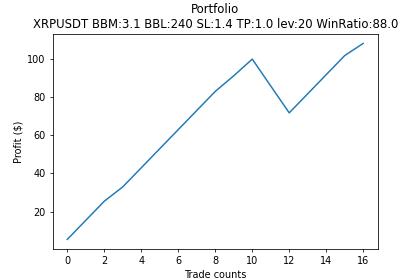 Portfolio
XRPUSDT BBM:3.1 BBL:240 SL:1.4 TP:1.0 lev:20 WinRatio:88.0
100
80
60
40
20
Profit ($)
0 2 4 6 8 10 12 14 16
Trade counts